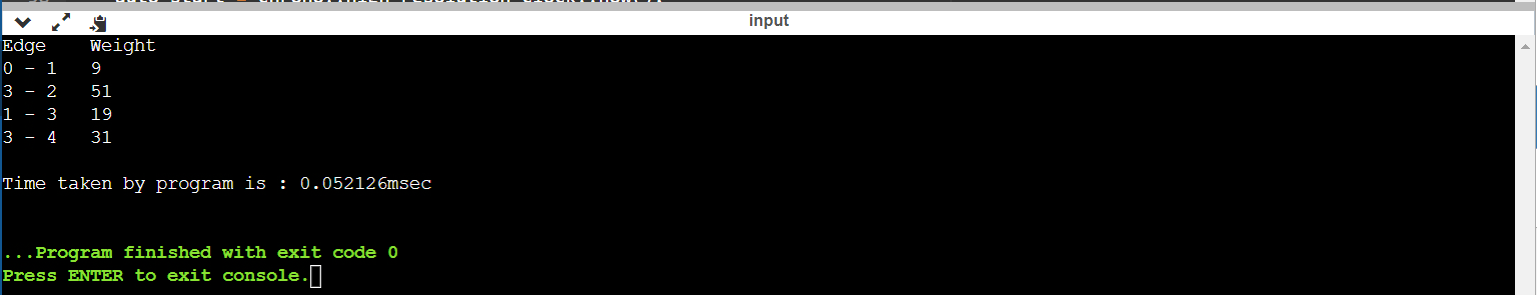 input
Edge Weight
0 - 1 9
3 - 2 51
1 - 3 19
3 - 4 31
Time taken by program is : 0.052126msec
...Program finished with exit code 0
Press ENTER to exit console.